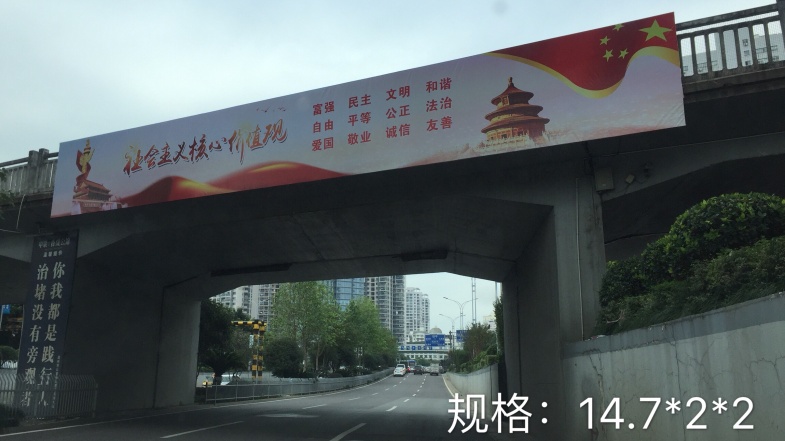 社会主义核心价值观
富强 民主 文明 和谐
自由 平等 公正 法治
爱国 敬业 诚信 友善
你我都是践行人
治堵没有旁观者
规格：14.7*2*2